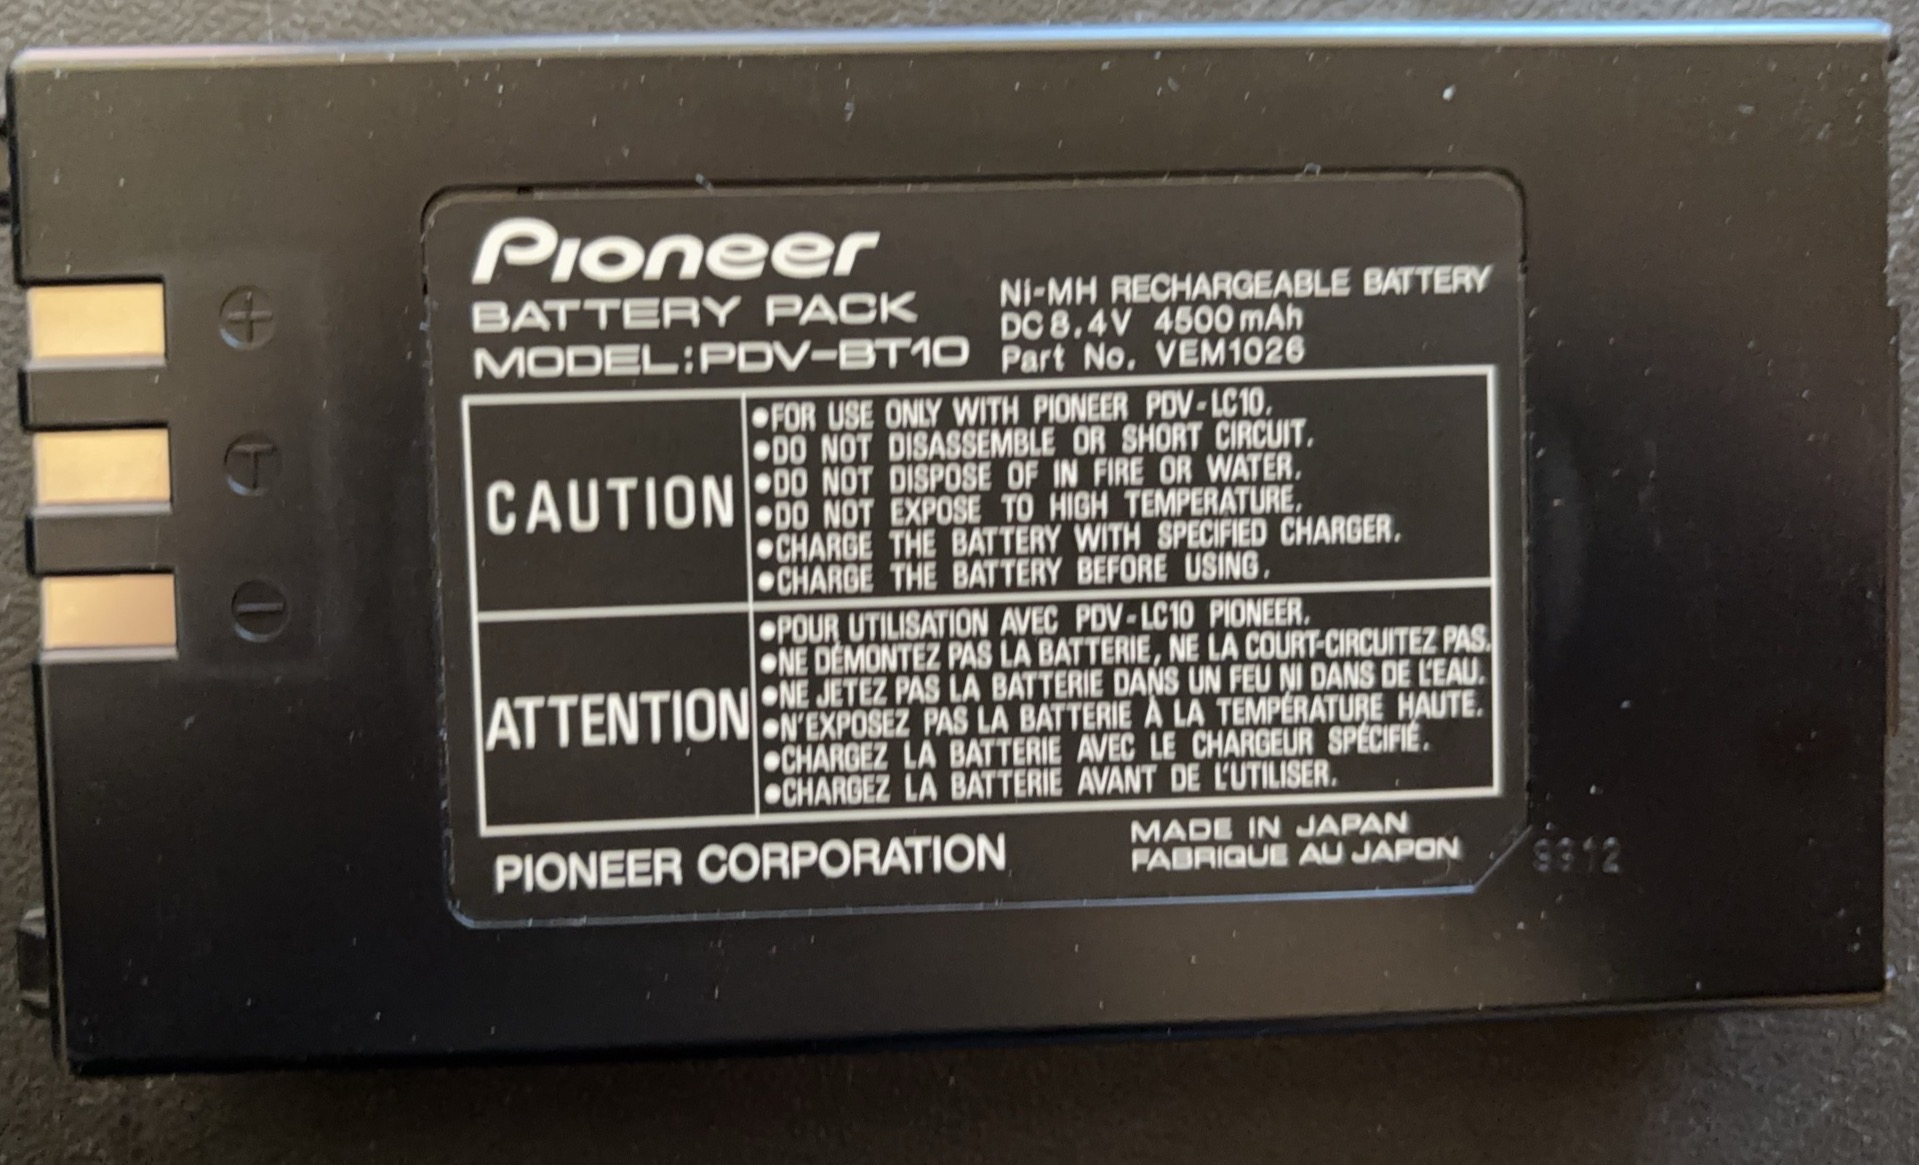 Pioneer
BATTERY PACK
MODEL:PDV-BT10
Ni-MH RECHARGEABLE BATTERY
DC 8.4V 4500mAh
Part No. VEM1026
+
T
−
CAUTION
•FOR USE ONLY WITH PIONEER PDV-LC10.
•DO NOT DISASSEMBLE OR SHORT CIRCUIT.
•DO NOT DISPOSE OF IN FIRE OR WATER.
•DO NOT EXPOSE TO HIGH TEMPERATURE.
•CHARGE THE BATTERY WITH SPECIFIED CHARGER.
•CHARGE THE BATTERY BEFORE USING.
ATTENTION
•POUR UTILISATION AVEC PDV-LC10 PIONEER.
•NE DÉMONTEZ PAS LA BATTERIE, NE LA COURT-CIRCUITEZ PAS.
•NE JETEZ PAS LA BATTERIE DANS UN FEU NI DANS DE L'EAU.
•N'EXPOSEZ PAS LA BATTERIE À LA TEMPÉRATURE HAUTE.
•CHARGEZ LA BATTERIE AVEC LE CHARGEUR SPÉCIFIÉ.
•CHARGEZ LA BATTERIE AVANT DE L'UTILISER.
PIONEER CORPORATION
MADE IN JAPAN
FABRIQUE AU JAPON